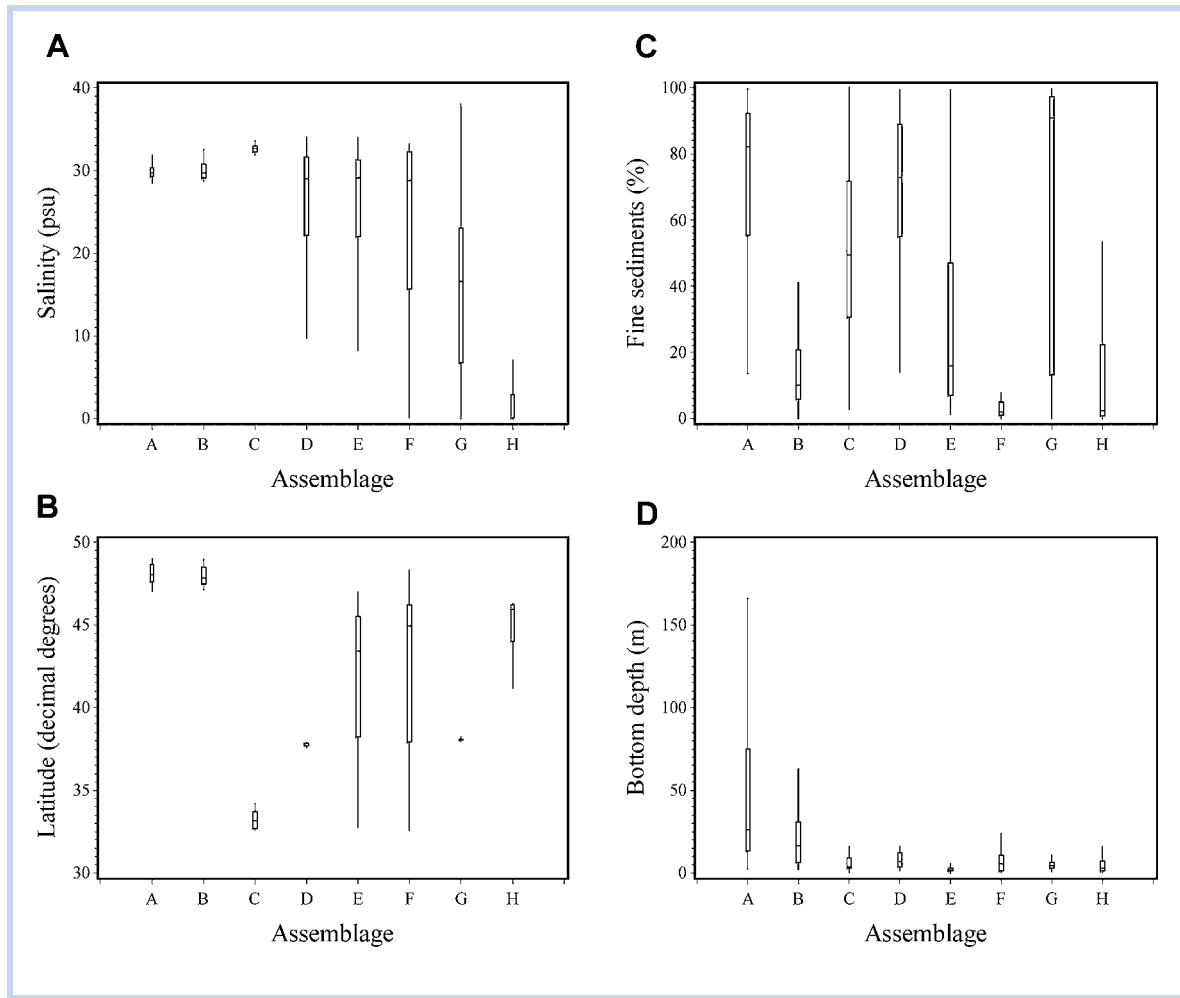 A
Salinity (psu)
40
30
20
10
0
A B C D E F G H
Assemblage
B
Latitude (decimal degrees)
50
45
40
35
30
A B C D E F G H
Assemblage
C
Fine sediments (%)
100
80
60
40
20
0
A B C D E F G H
Assemblage
D
Bottom depth (m)
200
150
100
50
0
A B C D E F G H
Assemblage